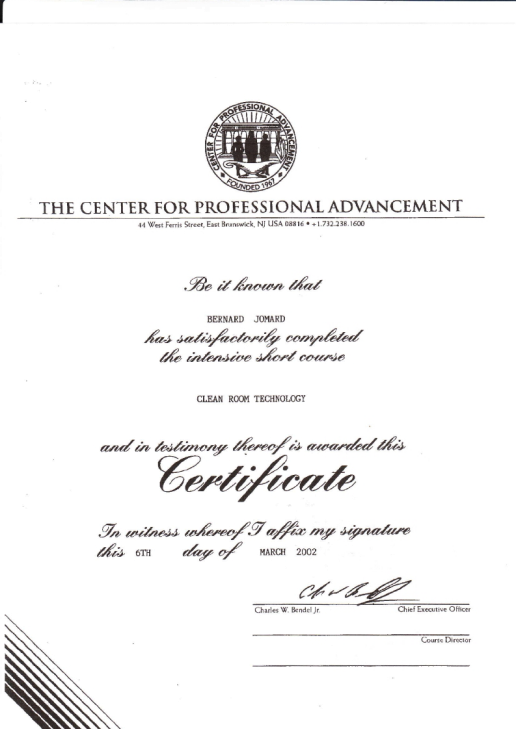 CENTER FOR PROFESSIONAL ADVANCEMENT
FOUNDED 1967
THE CENTER FOR PROFESSIONAL ADVANCEMENT
44 West Ferris Street, East Brunswick, NJ USA 08816 • +1.732.238.1600
Be it known that
BERNARD JOMARD
has satisfactorily completed
the intensive short course
CLEAN ROOM TECHNOLOGY
and in testimony thereof is awarded this
Certificate
In witness whereof I affix my signature
this 6TH day of MARCH 2002
Charles W. Bendel Jr. Chief Executive Officer
Course Director